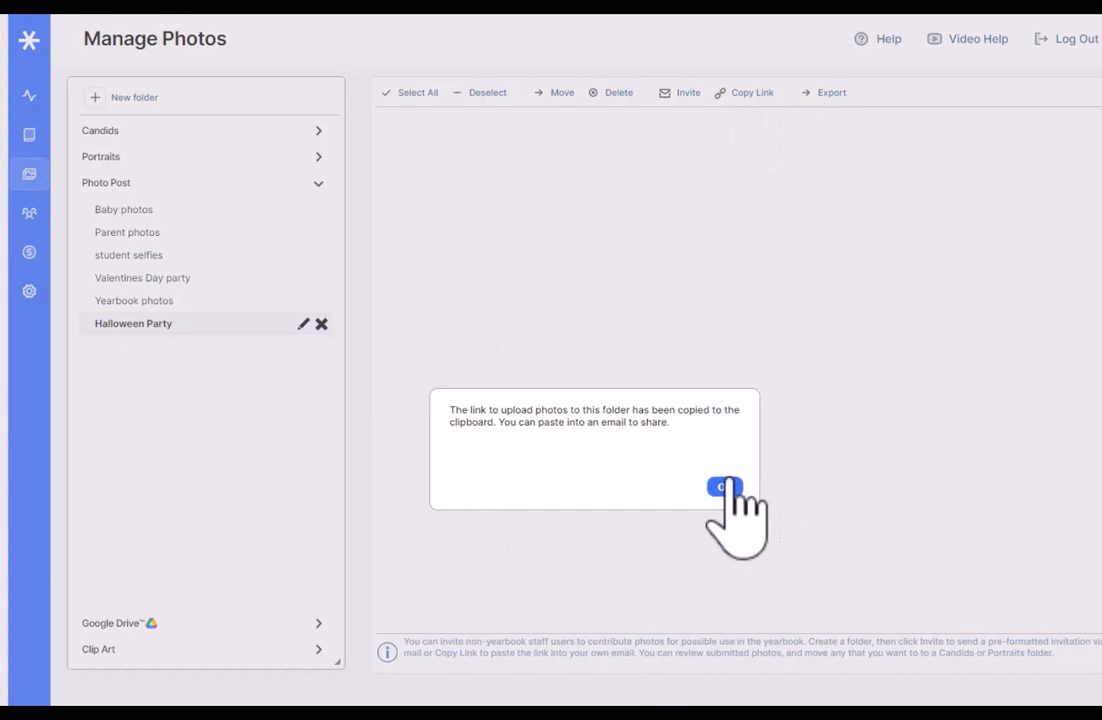 Manage Photos
Help
Video Help
Log Out
New folder
Candids
Portraits
Photo Post
Baby photos
Parent photos
student selfies
Valentines Day party
Yearbook photos
Halloween Party
Google Drive™
Clip Art
Select All
Deselect
Move
Delete
Invite
Copy Link
Export
The link to upload photos to this folder has been copied to the
clipboard. You can paste into an email to share.
You can invite non-yearbook staff users to contribute photos for possible use in the yearbook. Create a folder, then click Invite to send a pre-formatted invitation vi
mail or Copy Link to paste the link into your own email. You can review submitted photos, and move any that you want to to a Candids or Portraits folder.